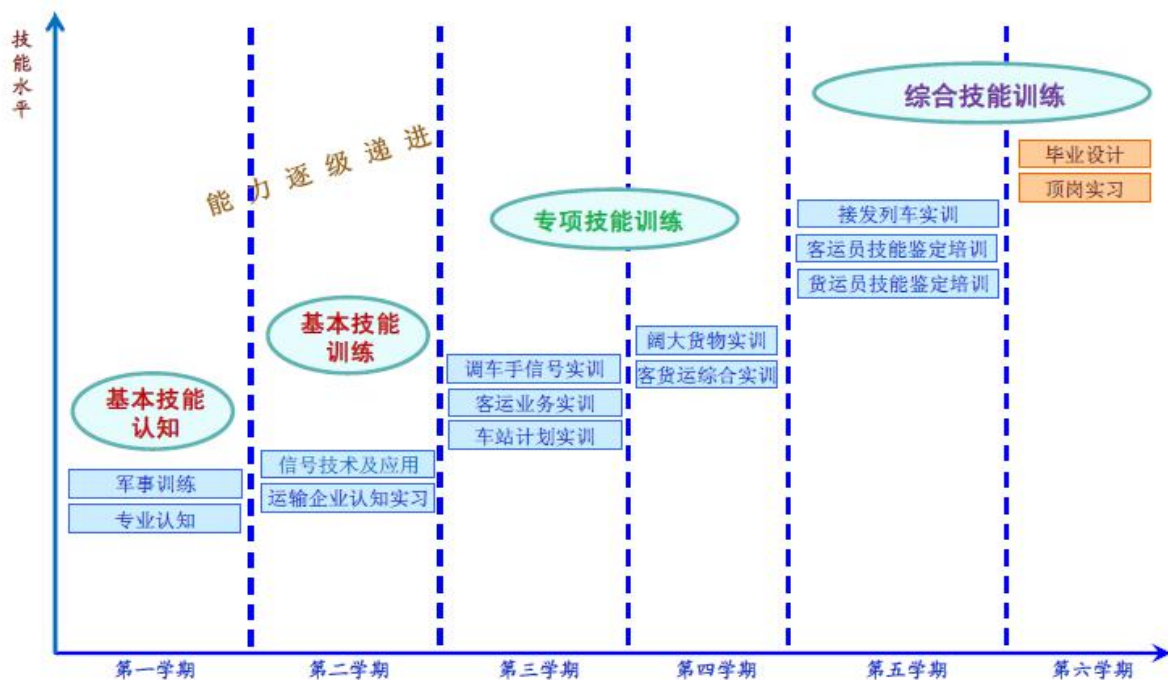 技能水平
能力逐级递进
基本技能
认知
军事训练
专业认知
基本技能
训练
信号技术及应用
运输企业认知实习
专项技能训练
调车手信号实训
客运业务实训
车站计划实训
阔大货物实训
客货运综合实训
综合技能训练
接发列车实训
客运员技能鉴定培训
货运员技能鉴定培训
毕业设计
顶岗实习
第一学期
第二学期
第三学期
第四学期
第五学期
第六学期